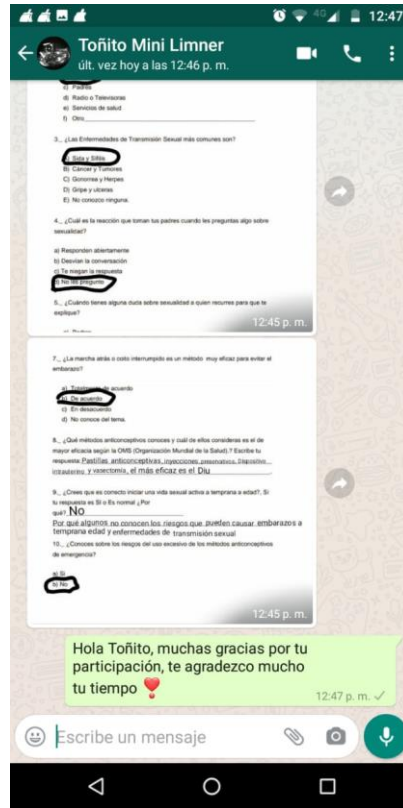 4G 12:47
Toñito Mini Limner
últ. vez hoy a las 12:46 p. m.
c) Padres
d) Radio o Televisoras
e) Servicios de salud
f) Otro
3._ ¿Las Enfermedades de Transmisión Sexual más comunes son?
A) Sida y Sífilis
B) Cáncer y Tumores
C) Gonorrea y Herpes
D) Gripe y ulceras
E) No conozco ninguna.
4._ ¿Cuál es la reacción que toman tus padres cuando les preguntas algo sobre
sexualidad?
a) Responden abiertamente
b) Desvían la conversación
c) Te niegan la respuesta
d) No les pregunto
5._ ¿Cuándo tienes alguna duda sobre sexualidad a quien recurres para que te
explique?
12:45 p. m.
7._ ¿La marcha atrás o coito interrumpido es un método muy eficaz para evitar el
embarazo?
a) Totalmente de acuerdo
b) De acuerdo
c) En desacuerdo
d) No conoce del tema.
8._ ¿Qué métodos anticonceptivos conoces y cuál de ellos consideras es el de
mayor eficacia según la OMS (Organización Mundial de la Salud).? Escribe tu
respuesta Pastillas anticonceptivas, inyecciones, preservativos, Dispositivo
intrauterino y vasectomía, el más eficaz es el Diu
9._ ¿Crees que es correcto iniciar una vida sexual activa a temprana a edad?, Si
tu respuesta es Si o Es normal ¿Por
qué? No
Por qué algunos no conocen los riesgos que pueden causar embarazos a
temprana edad y enfermedades de transmisión sexual
10._ ¿Conoces sobre los riesgos del uso excesivo de los métodos anticonceptivos
de emergencia?
a) Si
b) No
12:45 p. m.
Hola Toñito, muchas gracias por tu
participación, te agradezco mucho
tu tiempo
12:47 p. m.
Escribe un mensaje